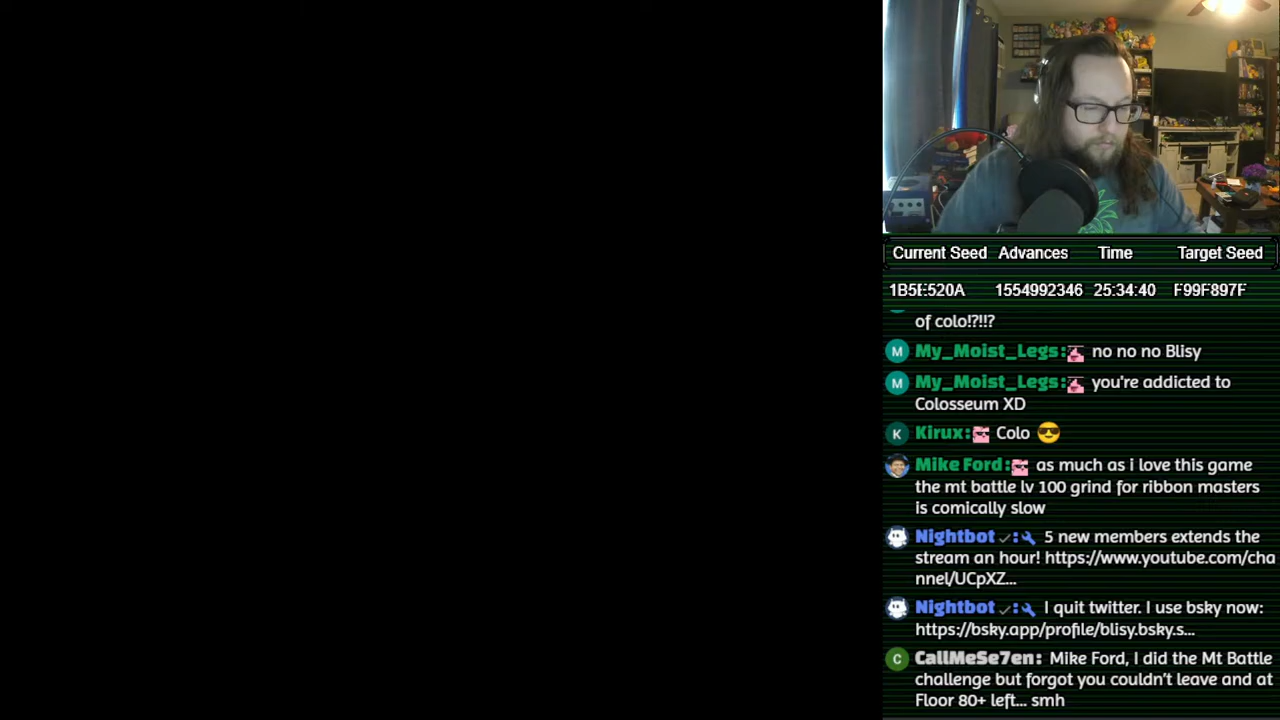 Current Seed Advances Time Target Seed
1B5E520A 1554992346 25:34:40 F99F897F
of colo!?!!?
My_Moist_Legs: no no no Blisy
My_Moist_Legs: you're addicted to
Colosseum XD
K Kirux: Colo 😎
Mike Ford: as much as i love this game
the mt battle lv 100 grind for ribbon masters
is comically slow
Nightbot ✓: 5 new members extends the
stream an hour! https://www.youtube.com/cha
nnel/UCpXZ...
Nightbot ✓: I quit twitter. I use bsky now:
https://bsky.app/profile/blisy.bsky.s...
C CallMeSe7en: Mike Ford, I did the Mt Battle
challenge but forgot you couldn't leave and at
Floor 80+ left... smh